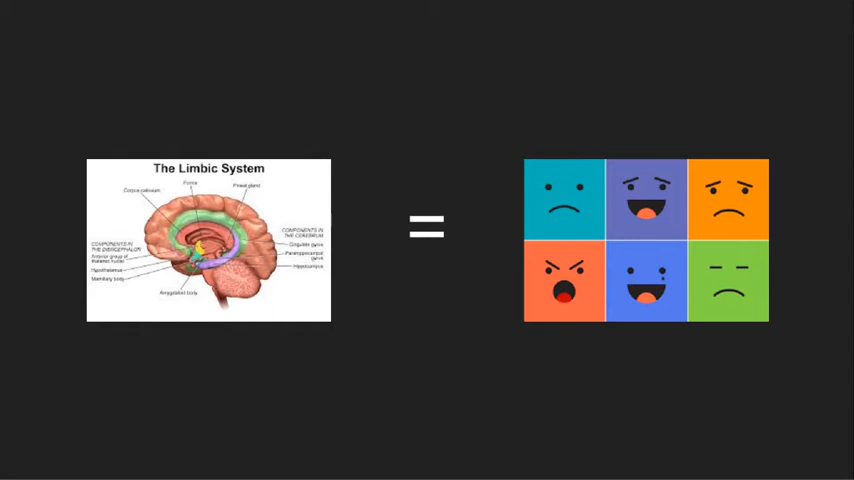 The Limbic System
Fornix
Corpus callosum
Pineal gland
COMPONENTS IN
THE CEREBRUM
Cingulate gyrus
Parahippocampal
gyrus
Hippocampus
COMPONENTS IN
THE DIENCEPHALON
Anterior group of
thalamic nuclei
Hypothalamus
Mamillary body
Amygdaloid body
=